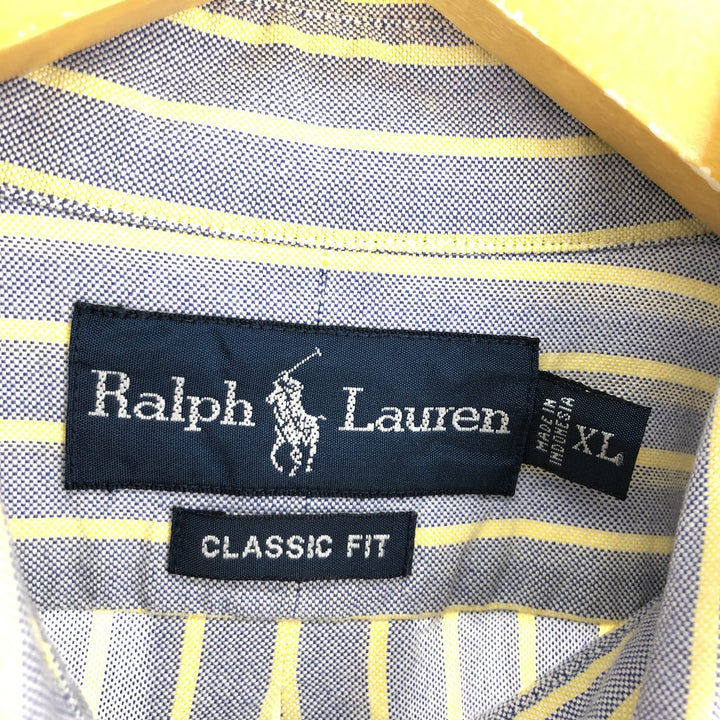 Ralph Lauren
MADE IN
INDONESIA
XL
CLASSIC FIT